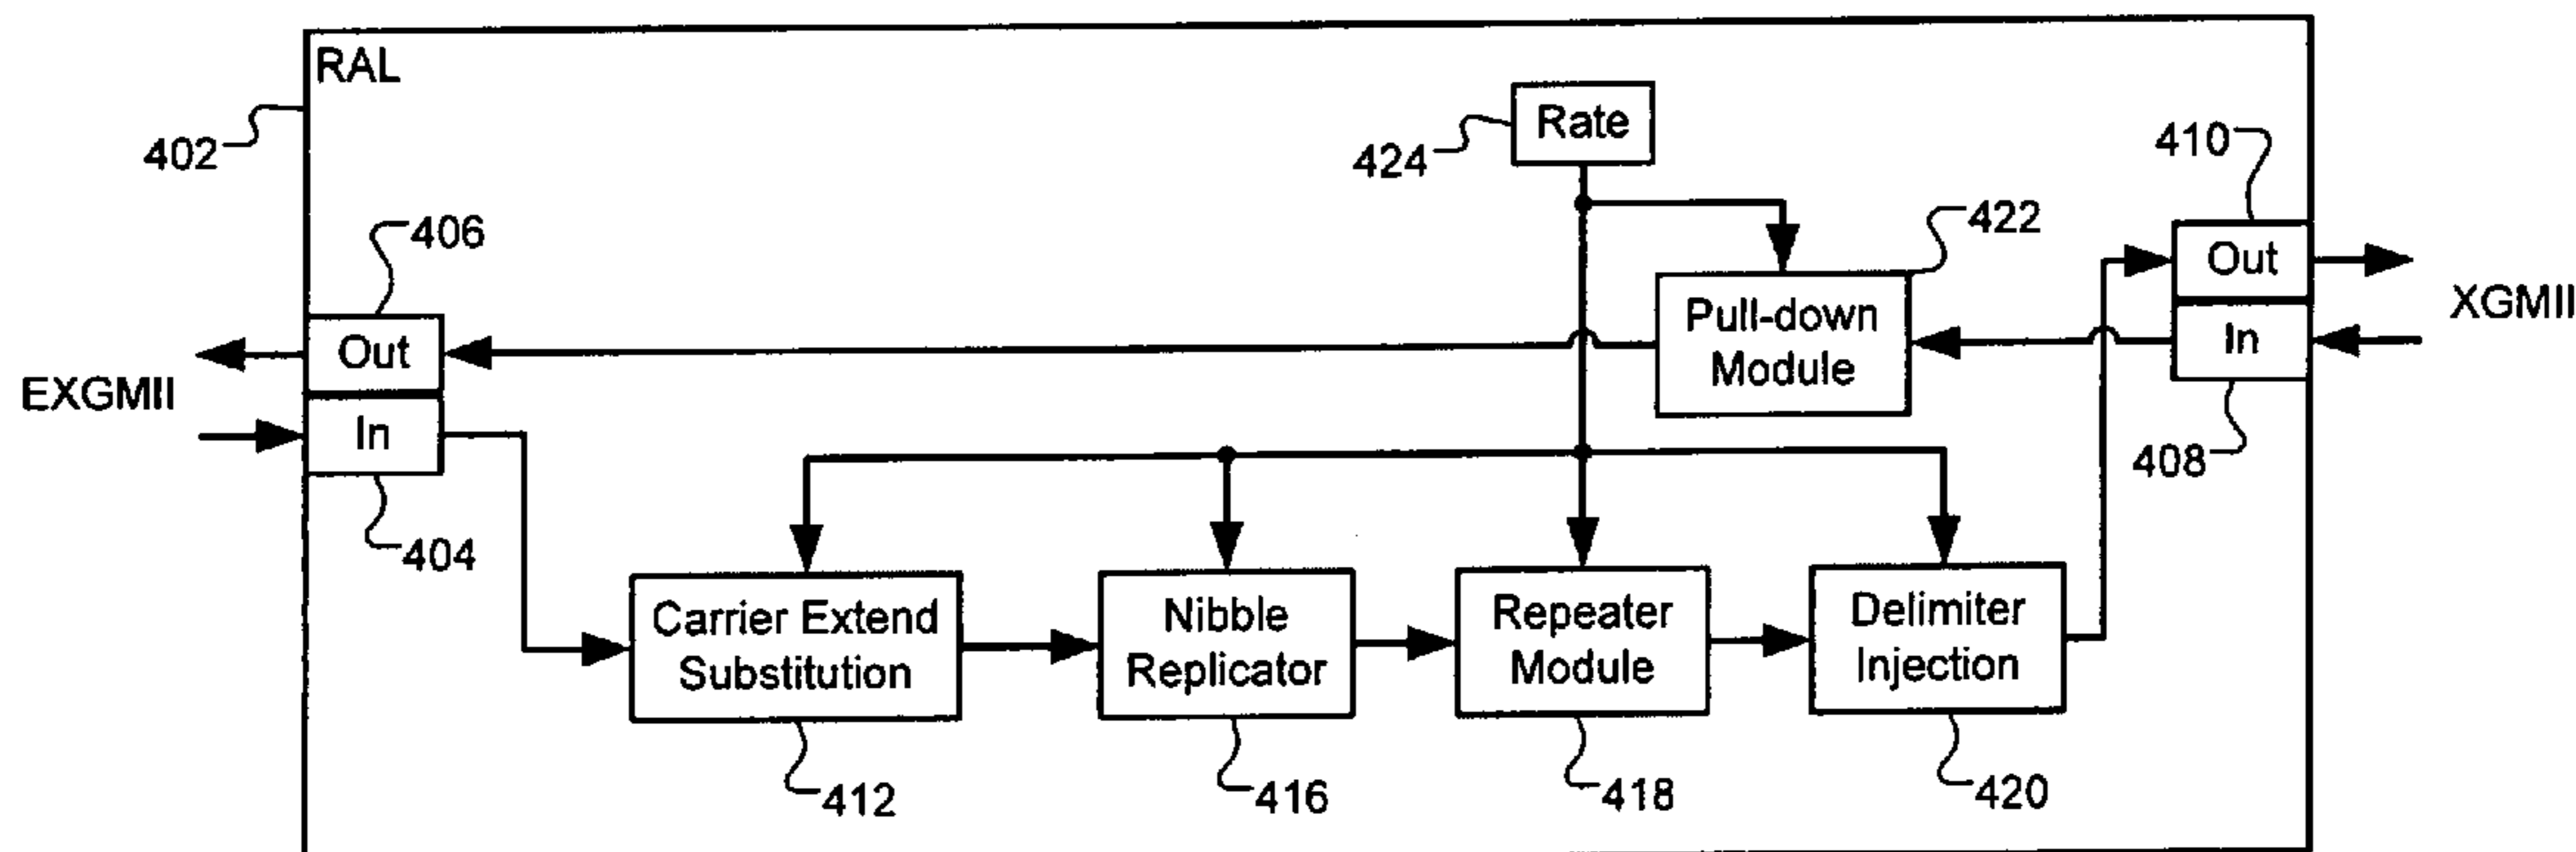 RAL
Rate
402
424
410
406
422
Out
Pull-down
Module
XGMII
Out
In
EXGMII
In
408
404
Carrier Extend
Substitution
Nibble
Replicator
Repeater
Module
Delimiter
Injection
412
416
418
420